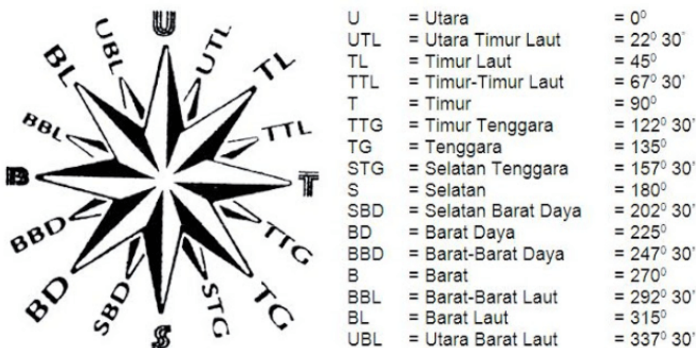 U
UBL
UTL
BL
TL
BBL
TTL
B
T
BBD
TTG
BD
TG
SBD
STG
S
U = Utara = 0⁰
UTL = Utara Timur Laut = 22⁰ 30'
TL = Timur Laut = 45⁰
TTL = Timur-Timur Laut = 67⁰ 30'
T = Timur = 90⁰
TTG = Timur Tenggara = 122⁰ 30'
TG = Tenggara = 135⁰
STG = Selatan Tenggara = 157⁰ 30'
S = Selatan = 180⁰
SBD = Selatan Barat Daya = 202⁰ 30'
BD = Barat Daya = 225⁰
BBD = Barat-Barat Daya = 247⁰ 30'
B = Barat = 270⁰
BBL = Barat-Barat Laut = 292⁰ 30'
BL = Barat Laut = 315⁰
UBL = Utara Barat Laut = 337⁰ 30'